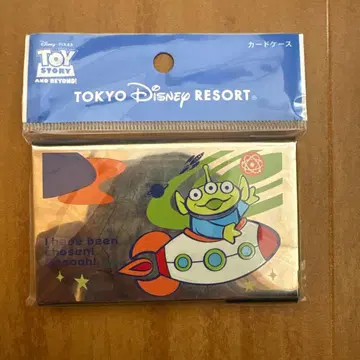 Disney · PIXAR
TOY
STORY
AND BEYOND!
カードケース
TOKYO Disney RESORT®
I have been
chosen!